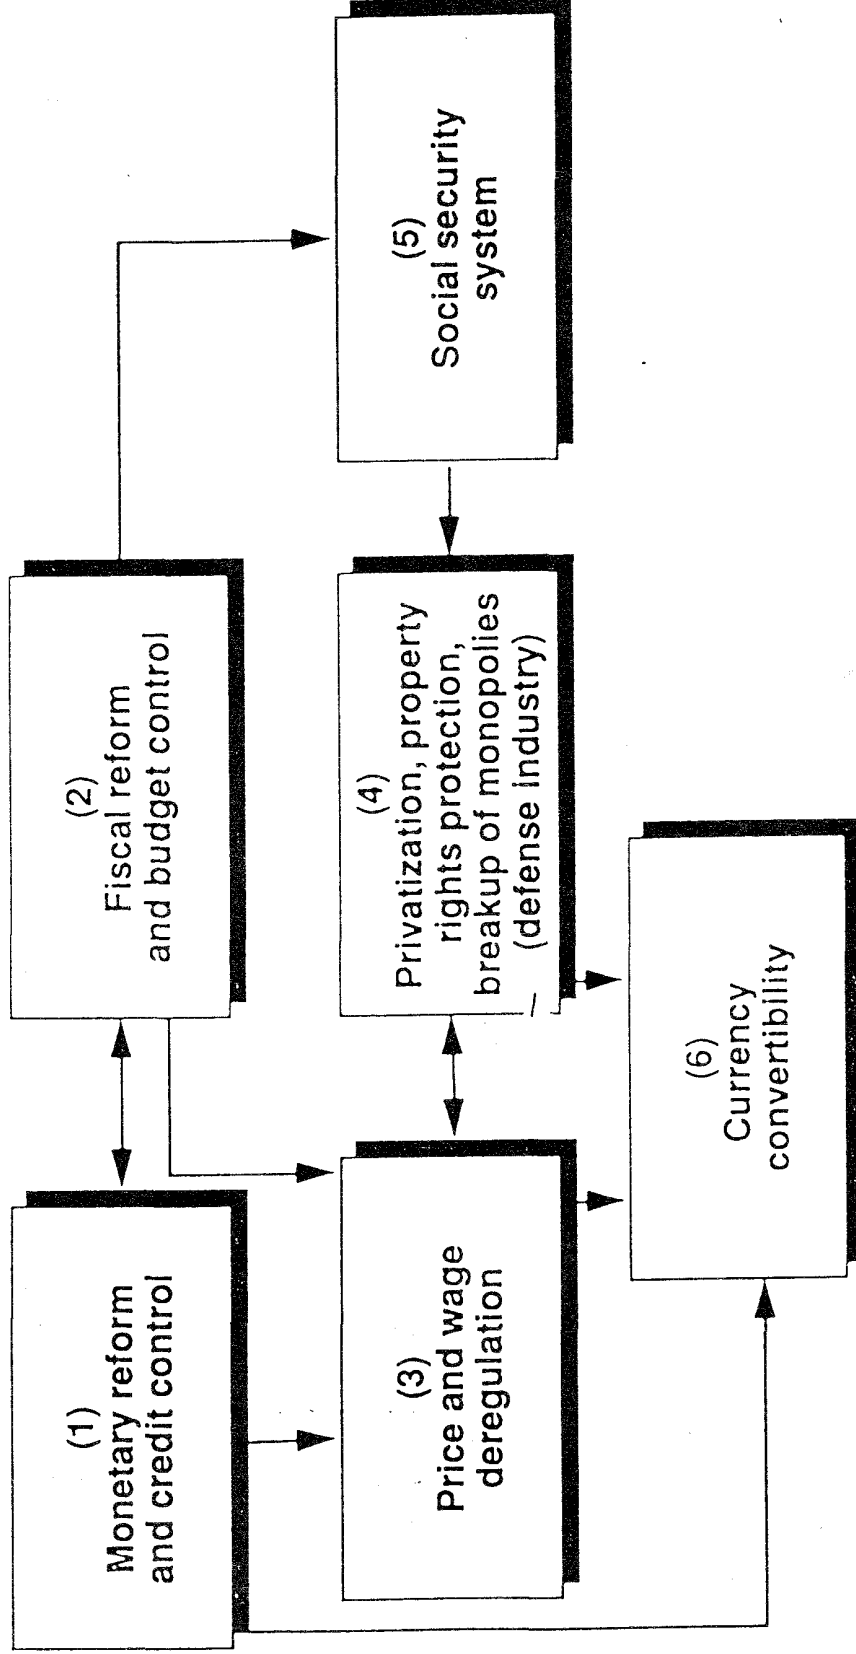 (1)
Monetary reform
and credit control
(2)
Fiscal reform
and budget control
(3)
Price and wage
deregulation
(4)
Privatization, property
rights protection,
breakup of monopolies
(defense industry)
(5)
Social security
system
(6)
Currency
convertibility